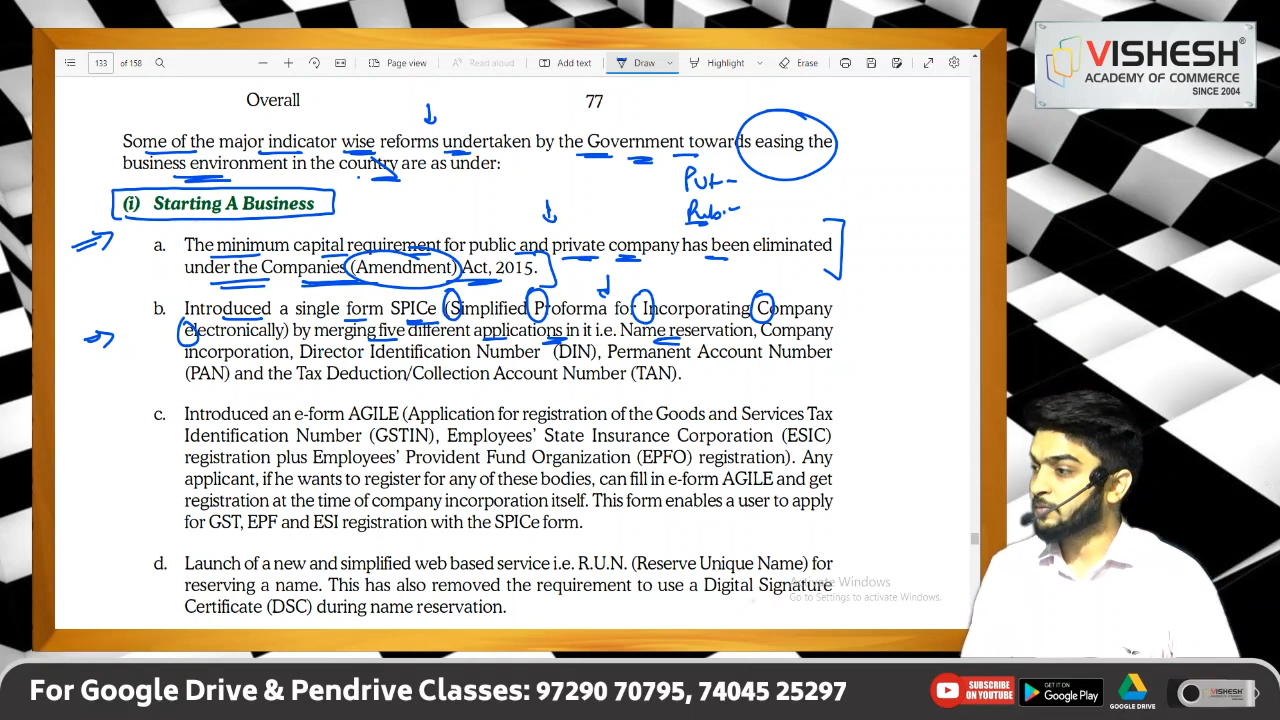 VISHESH®
ACADEMY OF COMMERCE
SINCE 2004
133 of 158
Page view
Read aloud
Add text
Draw
Highlight
Erase
Overall 77
Some of the major indicator wise reforms undertaken by the Government towards easing the
business environment in the country are as under:
Put-
Pub.-
(i) Starting A Business
a. The minimum capital requirement for public and private company has been eliminated
under the Companies (Amendment) Act, 2015.
b. Introduced a single form SPICe (Simplified Proforma for Incorporating Company
electronically) by merging five different applications in it i.e. Name reservation, Company
incorporation, Director Identification Number (DIN), Permanent Account Number
(PAN) and the Tax Deduction/Collection Account Number (TAN).
c. Introduced an e-form AGILE (Application for registration of the Goods and Services Tax
Identification Number (GSTIN), Employees' State Insurance Corporation (ESIC)
registration plus Employees' Provident Fund Organization (EPFO) registration). Any
applicant, if he wants to register for any of these bodies, can fill in e-form AGILE and get
registration at the time of company incorporation itself. This form enables a user to apply
for GST, EPF and ESI registration with the SPICe form.
d. Launch of a new and simplified web based service i.e. R.U.N. (Reserve Unique Name) for
reserving a name. This has also removed the requirement to use a Digital Signature
Certificate (DSC) during name reservation.
Activate Windows
Go to Settings to activate Windows.
For Google Drive & Pendrive Classes: 97290 70795, 74045 25297
SUBSCRIBE
ON YOUTUBE
GET IT ON
Google Play
GOOGLE DRIVE
VISHESH